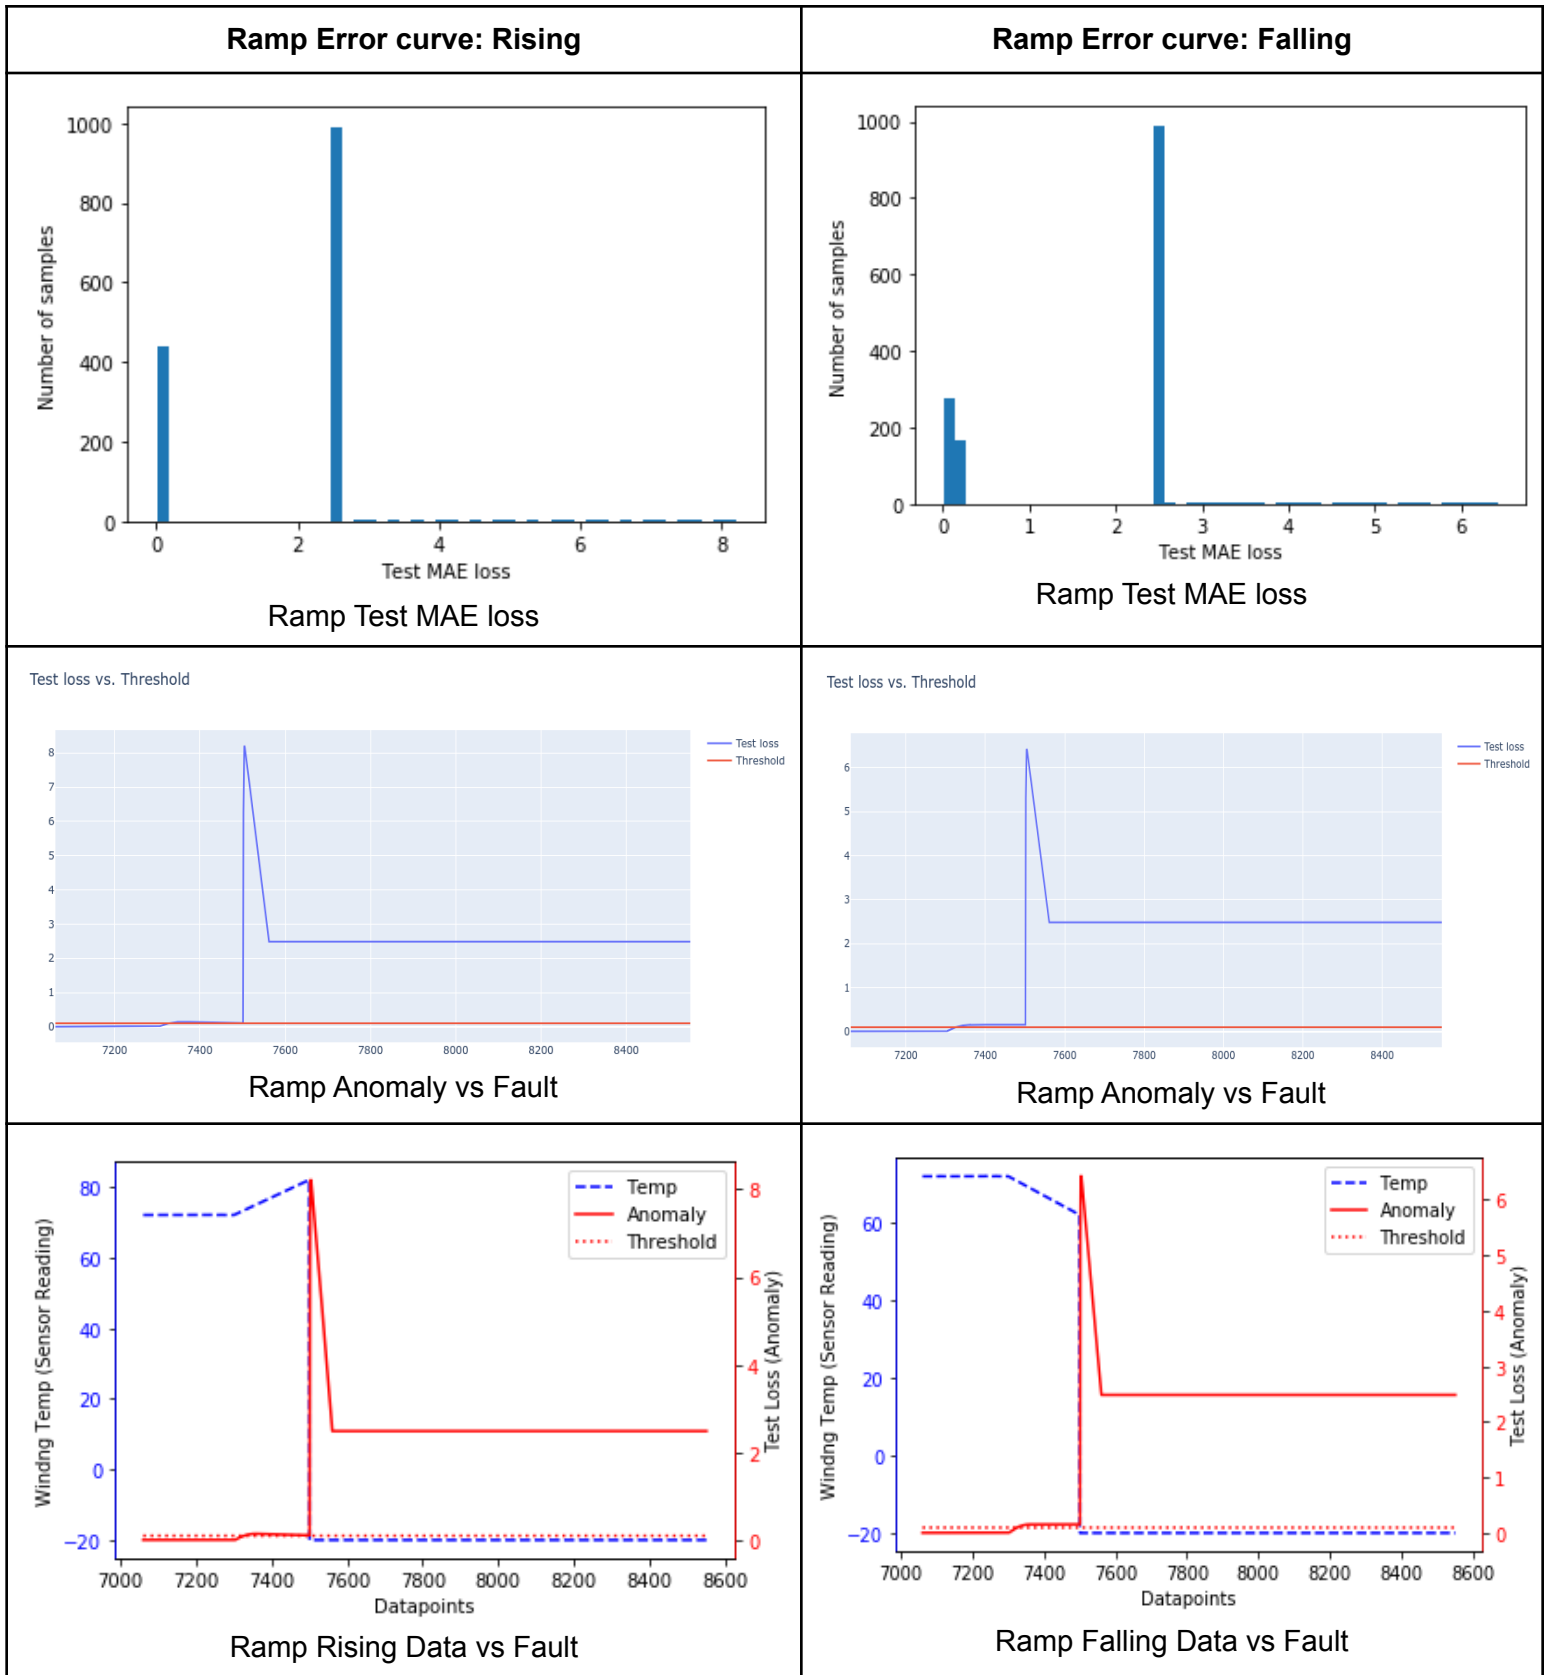 Ramp Error curve: Rising
Ramp Error curve: Falling
1000
800
600
400
200
0
Number of samples
0 2 4 6 8
Test MAE loss
Ramp Test MAE loss
1000
800
600
400
200
0
Number of samples
0 1 2 3 4 5 6
Test MAE loss
Ramp Test MAE loss
Test loss vs. Threshold
8
7
6
5
4
3
2
1
0
7200 7400 7600 7800 8000 8200 8400
Test loss
Threshold
Ramp Anomaly vs Fault
Test loss vs. Threshold
6
5
4
3
2
1
0
7200 7400 7600 7800 8000 8200 8400
Test loss
Threshold
Ramp Anomaly vs Fault
80
60
40
20
0
−20
Windng Temp (Sensor Reading)
Temp
Anomaly
Threshold
8
6
4
2
0
Test Loss (Anomaly)
7000 7200 7400 7600 7800 8000 8200 8400 8600
Datapoints
Ramp Rising Data vs Fault
60
40
20
0
−20
Windng Temp (Sensor Reading)
Temp
Anomaly
Threshold
6
5
4
3
2
1
0
Test Loss (Anomaly)
7000 7200 7400 7600 7800 8000 8200 8400 8600
Datapoints
Ramp Falling Data vs Fault